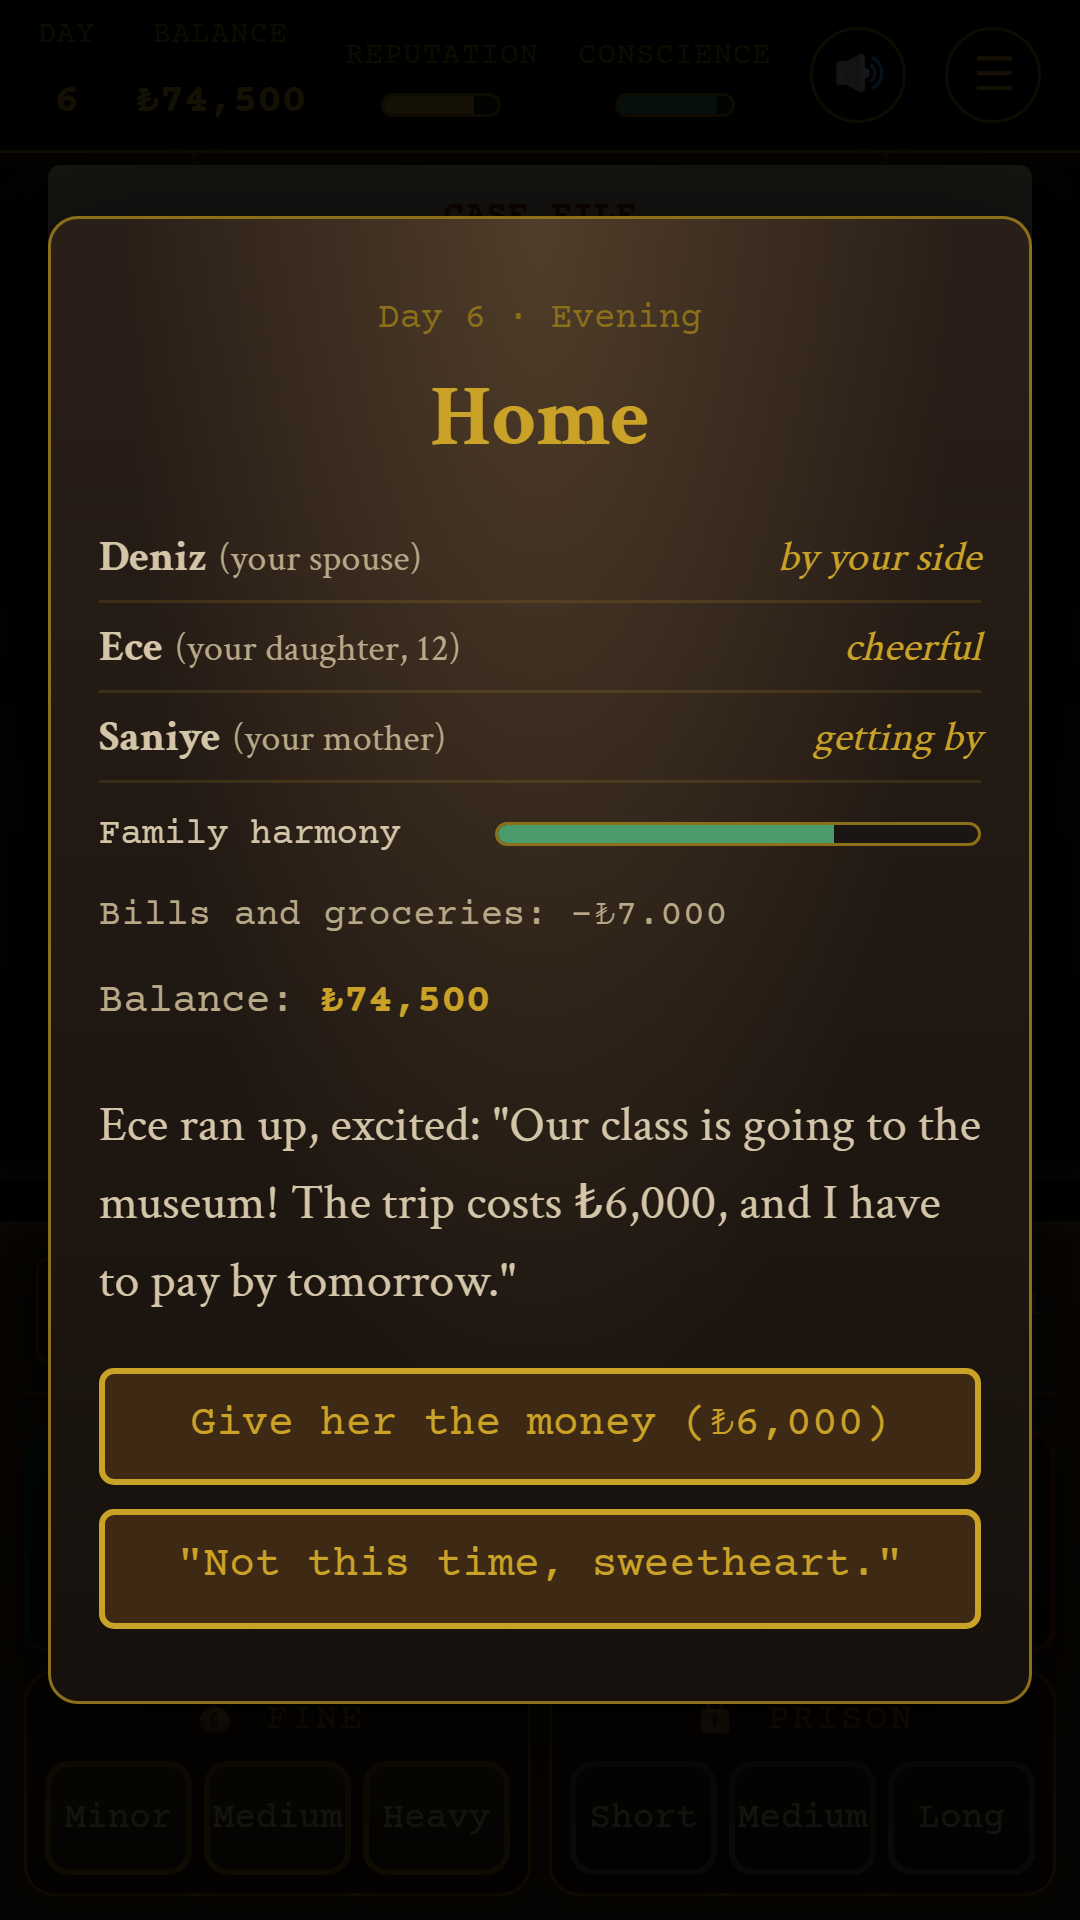 DAY BALANCE REPUTATION CONSCIENCE
6 ₺74,500
CASE FILE
Day 6 · Evening
Home
Deniz (your spouse) by your side
Ece (your daughter, 12) cheerful
Saniye (your mother) getting by
Family harmony
Bills and groceries: −₺7.000
Balance: ₺74,500
Ece ran up, excited: "Our class is going to the
museum! The trip costs ₺6,000, and I have
to pay by tomorrow."
Give her the money (₺6,000)
"Not this time, sweetheart."
FINE PRISON
Minor Medium Heavy Short Medium Long